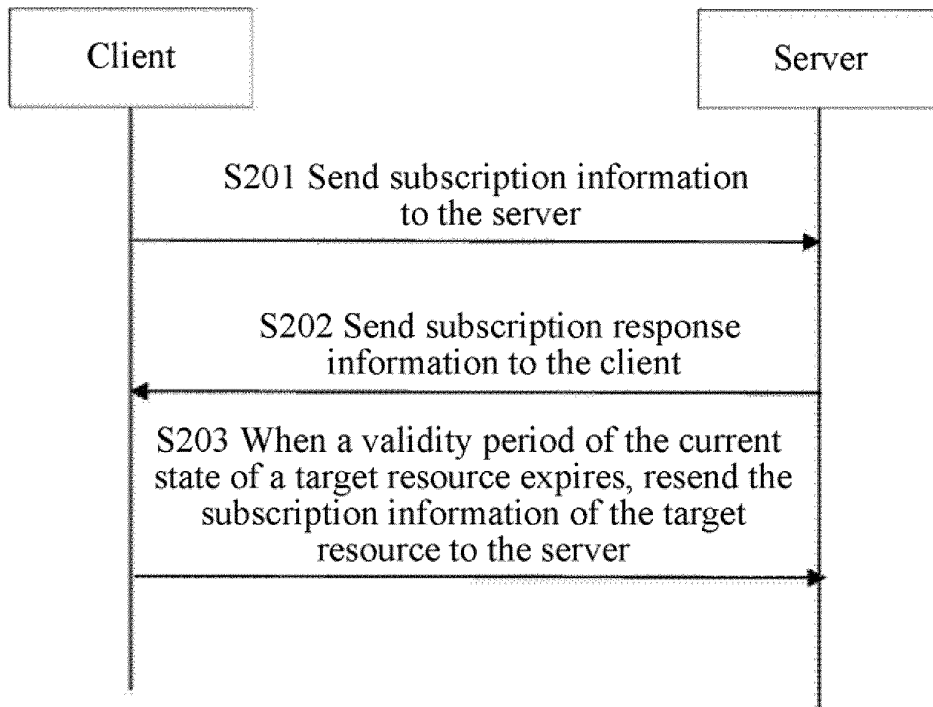 Client
Server
S201 Send subscription information
to the server
S202 Send subscription response
information to the client
S203 When a validity period of the current
state of a target resource expires, resend the
subscription information of the target
resource to the server